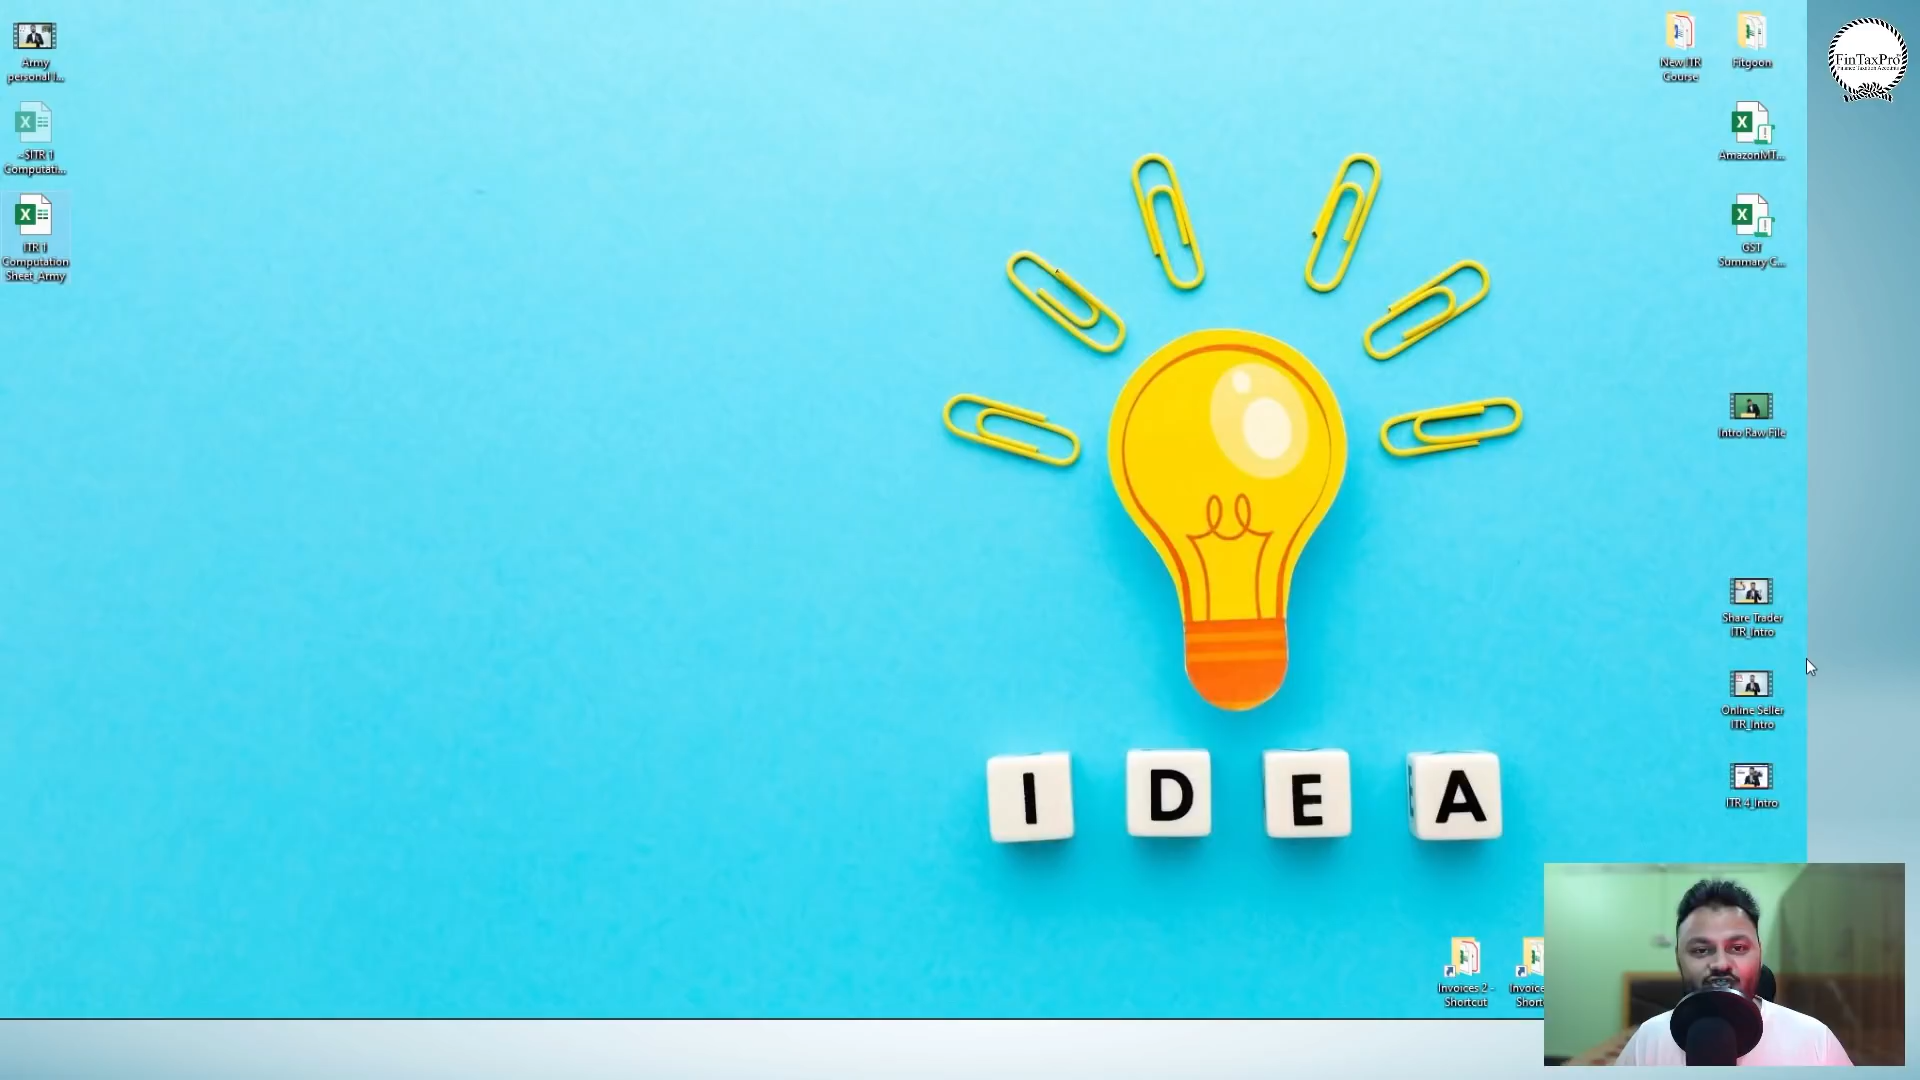 Army
personal I...
~$ITR 1
Computati...
ITR 1
Computation
Sheet_Army
New ITR
Course
Fitgoon
FinTaxPro
AmazonMT...
GST
Summary C...
Intro Raw File
Share Trader
ITR_Intro
Online Seller
ITR_Intro
ITR 4_Intro
I D E A
Invoices 2 -
Shortcut
Invoice
Short